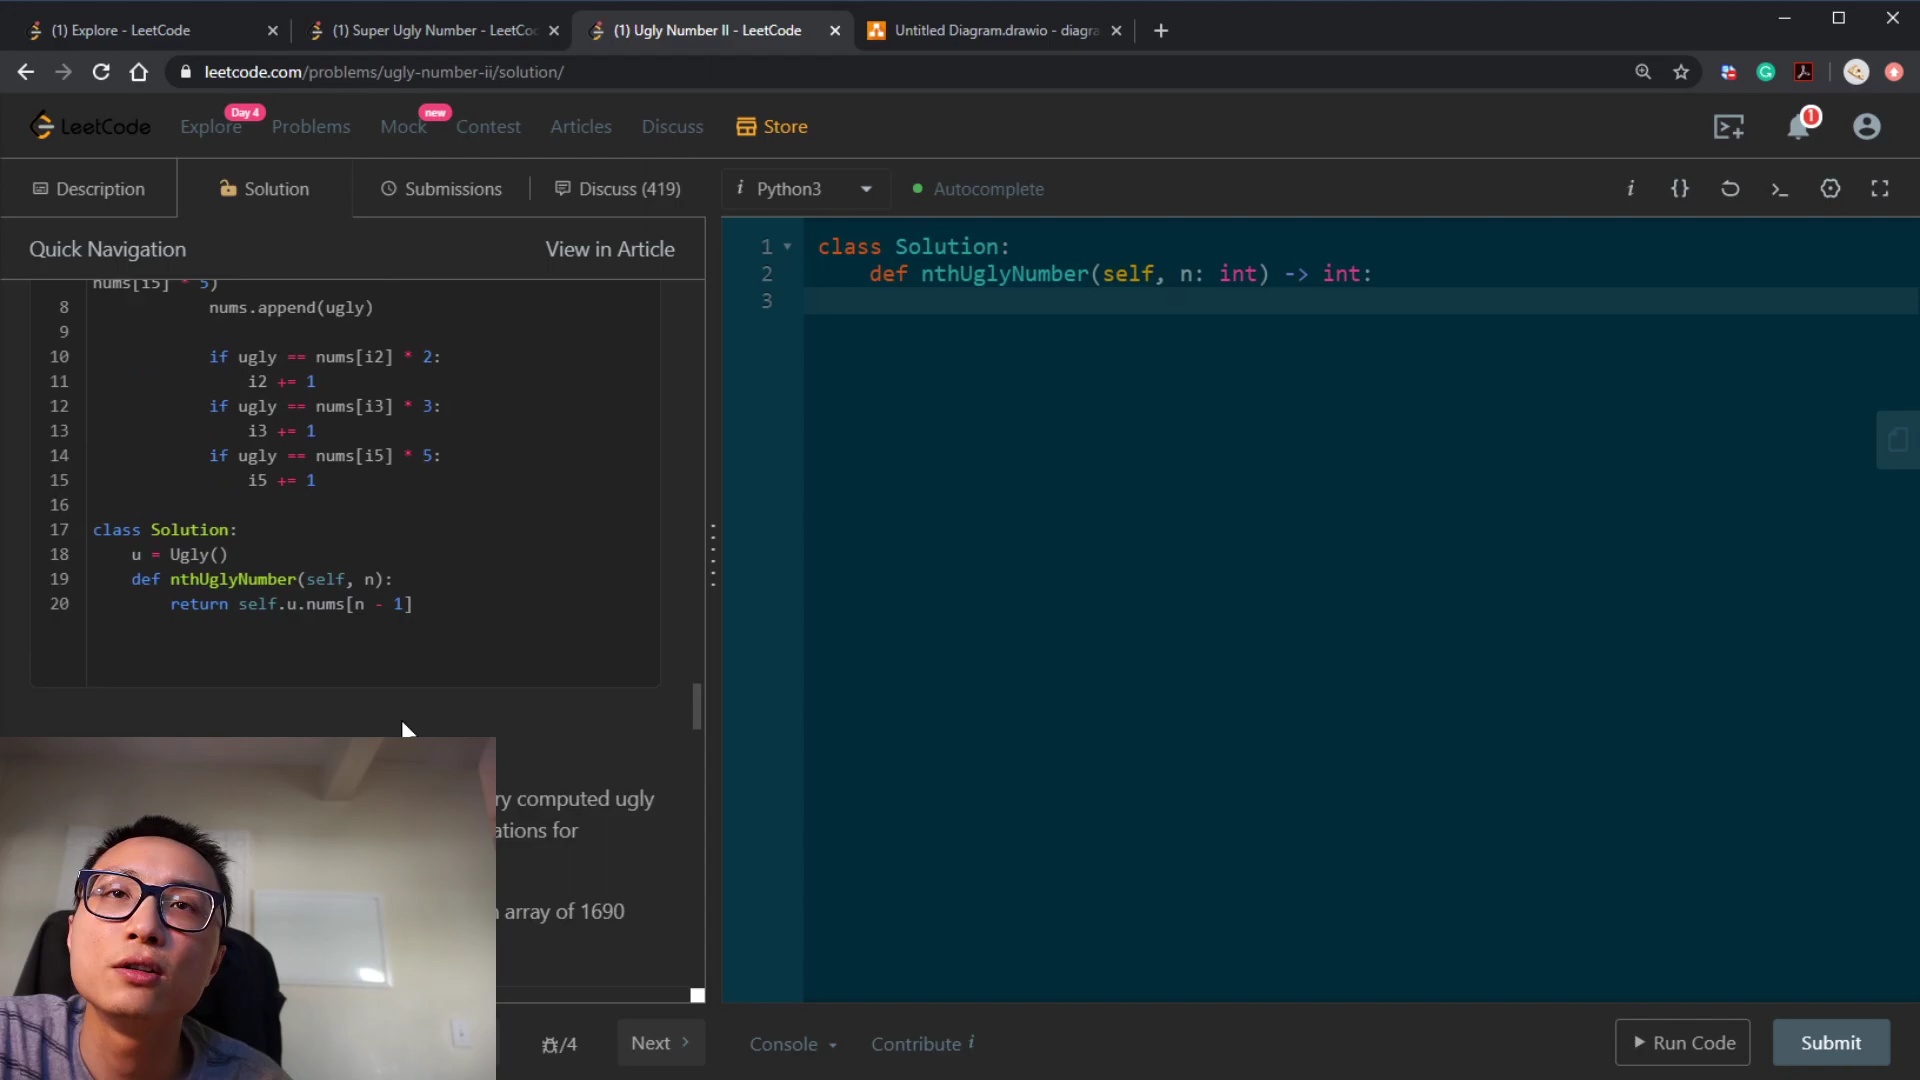 (1) Explore - LeetCode
(1) Super Ugly Number - LeetCo
(1) Ugly Number II - LeetCode
Untitled Diagram.drawio - diagra
leetcode.com/problems/ugly-number-ii/solution/
LeetCode
Explore
Day 4
Problems
Mock
new
Contest
Articles
Discuss
Store
1
Description
Solution
Submissions
Discuss (419)
i Python3
Autocomplete
Quick Navigation
View in Article
nums[i5] * 5)
8 nums.append(ugly)
9
10 if ugly == nums[i2] * 2:
11 i2 += 1
12 if ugly == nums[i3] * 3:
13 i3 += 1
14 if ugly == nums[i5] * 5:
15 i5 += 1
16
17 class Solution:
18 u = Ugly()
19 def nthUglyNumber(self, n):
20 return self.u.nums[n - 1]
computed ugly
for
array of 1690
1 class Solution:
2 def nthUglyNumber(self, n: int) -> int:
3
/4
Next
Console
Contribute i
Run Code
Submit